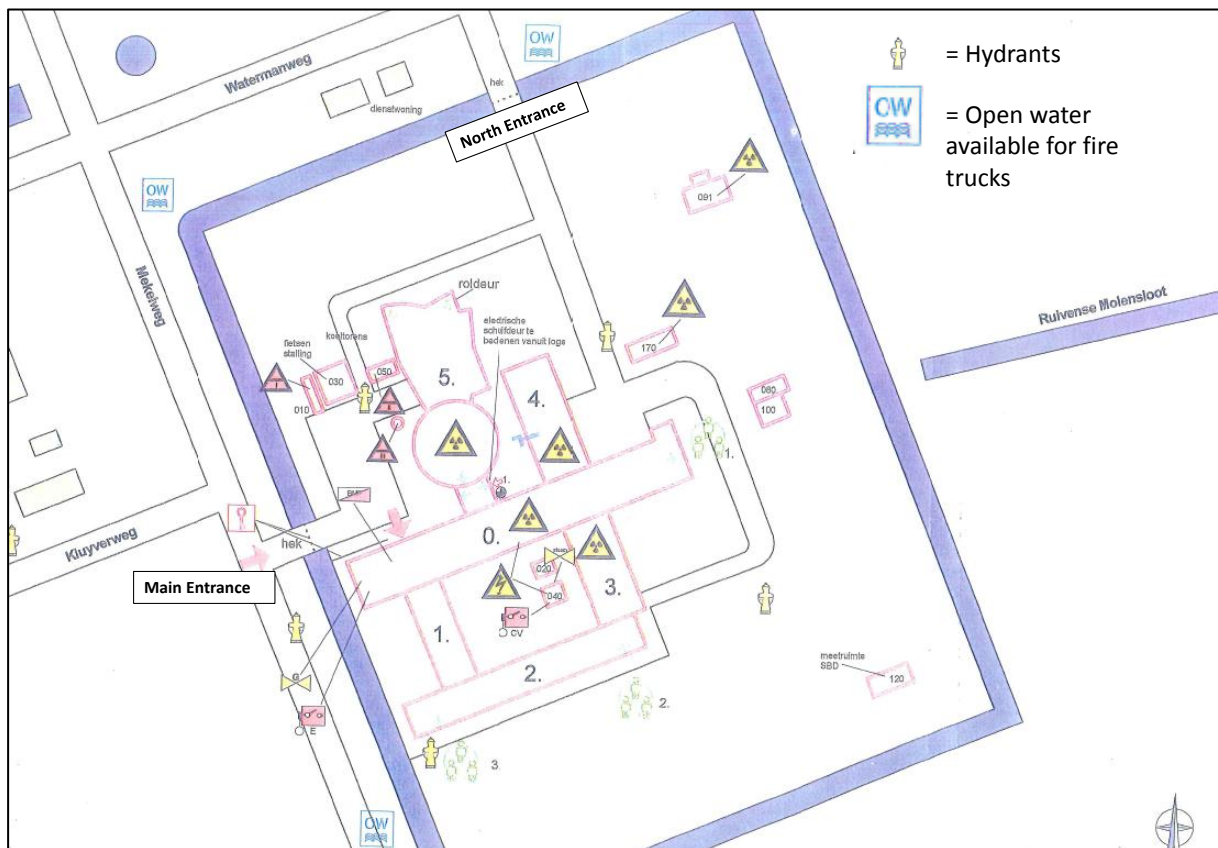 OW
= Hydrants
OW
= Open water
available for fire
trucks
Watermanweg
hek
dienstwoning
North Entrance
OW
091
Mekelweg
Ruivense Molensloot
roldeur
koeltorens
fietsen
stalling
electrische
schuifdeur te
bedienen vanuit loge
170
030
050
010
5.
4.
060
100
1.
1.
0.
hek
Kluyverweg
Main Entrance
020
040
3.
CV
1.
2.
meetruimte
SBD
120
2.
G
E
3.
OW